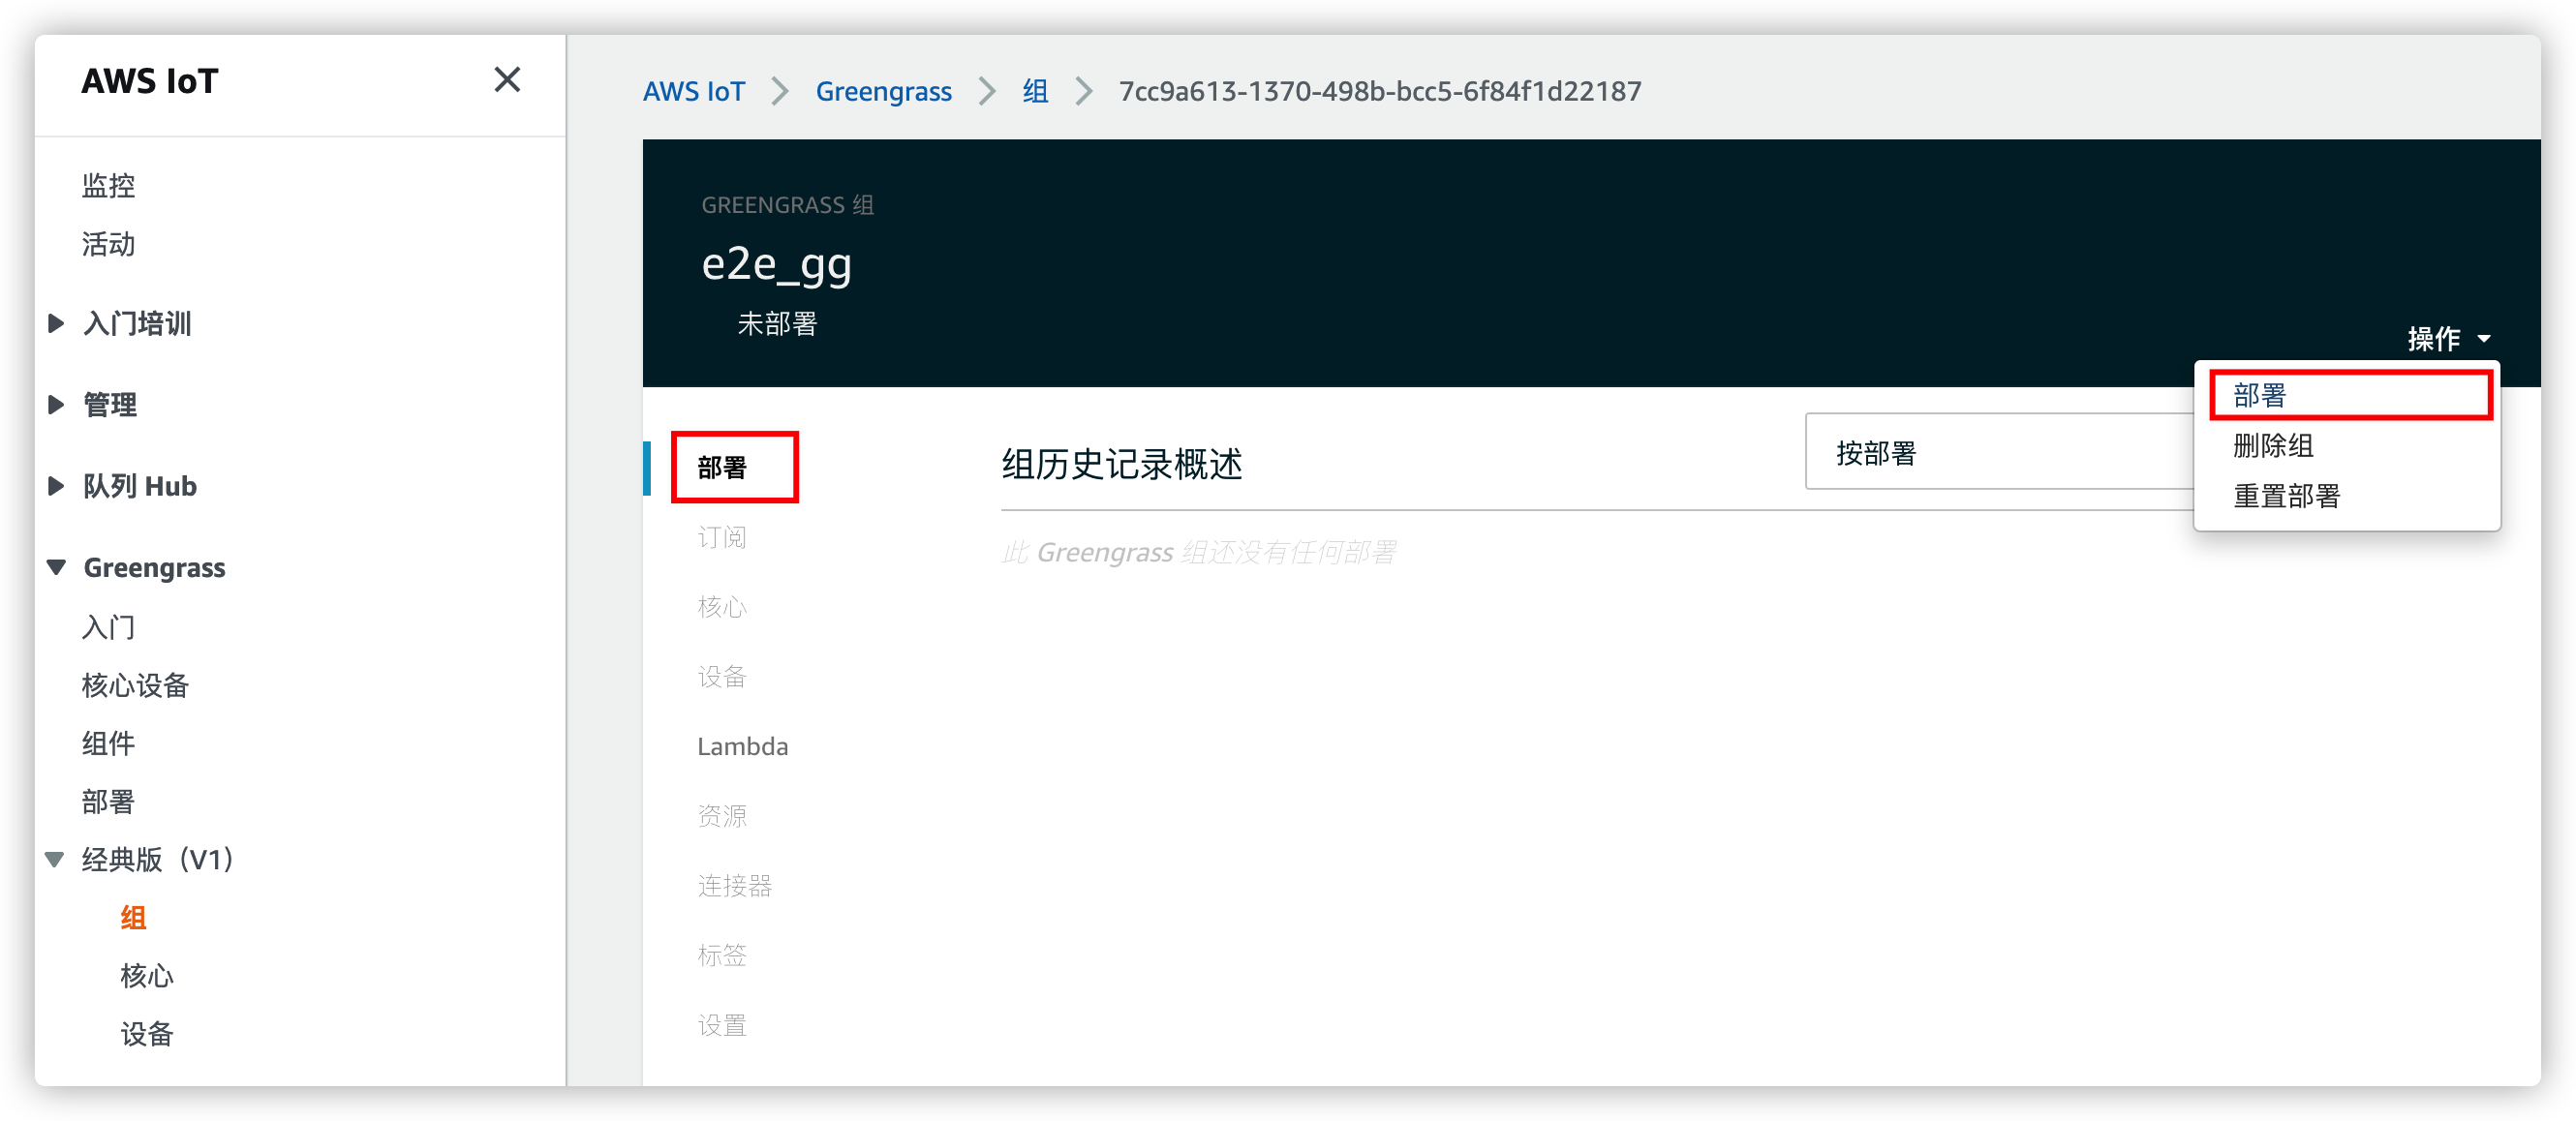 AWS IoT
监控
活动
入门培训
管理
队列 Hub
Greengrass
入门
核心设备
组件
部署
经典版（V1）
组
核心
设备
AWS IoT
Greengrass
组
7cc9a613-1370-498b-bcc5-6f84f1d22187
GREENGRASS 组
e2e_gg
未部署
操作
部署
删除组
重置部署
部署
订阅
核心
设备
Lambda
资源
连接器
标签
设置
组历史记录概述
按部署
此 Greengrass 组还没有任何部署